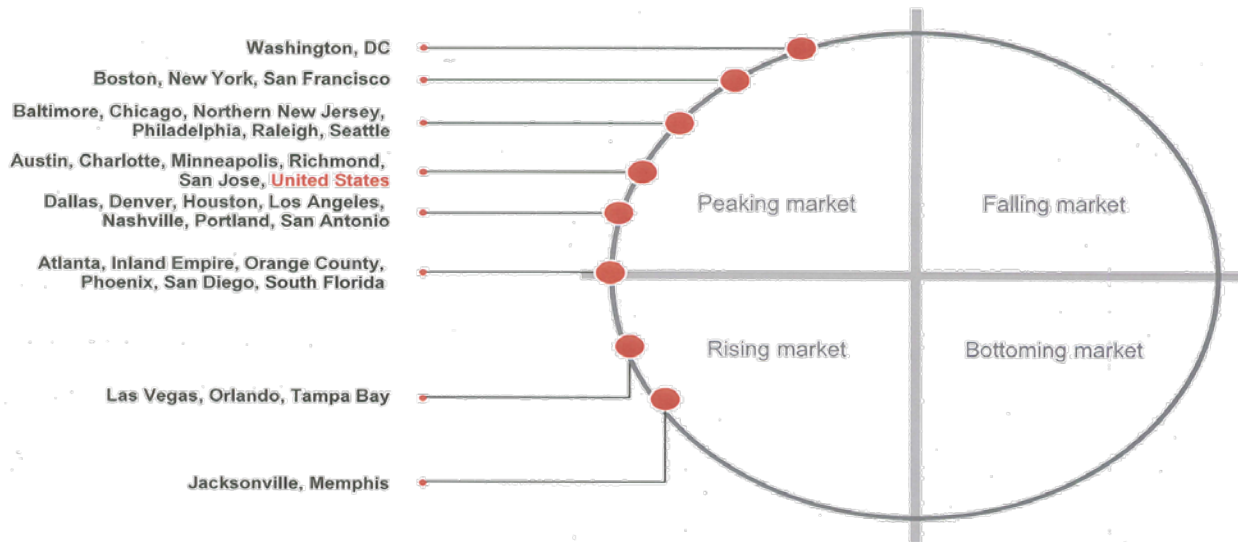 Washington, DC
Boston, New York, San Francisco
Baltimore, Chicago, Northern New Jersey,
Philadelphia, Raleigh, Seattle
Austin, Charlotte, Minneapolis, Richmond,
San Jose, United States
Dallas, Denver, Houston, Los Angeles,
Nashville, Portland, San Antonio
Peaking market
Falling market
Atlanta, Inland Empire, Orange County,
Phoenix, San Diego, South Florida
Rising market
Bottoming market
Las Vegas, Orlando, Tampa Bay
Jacksonville, Memphis